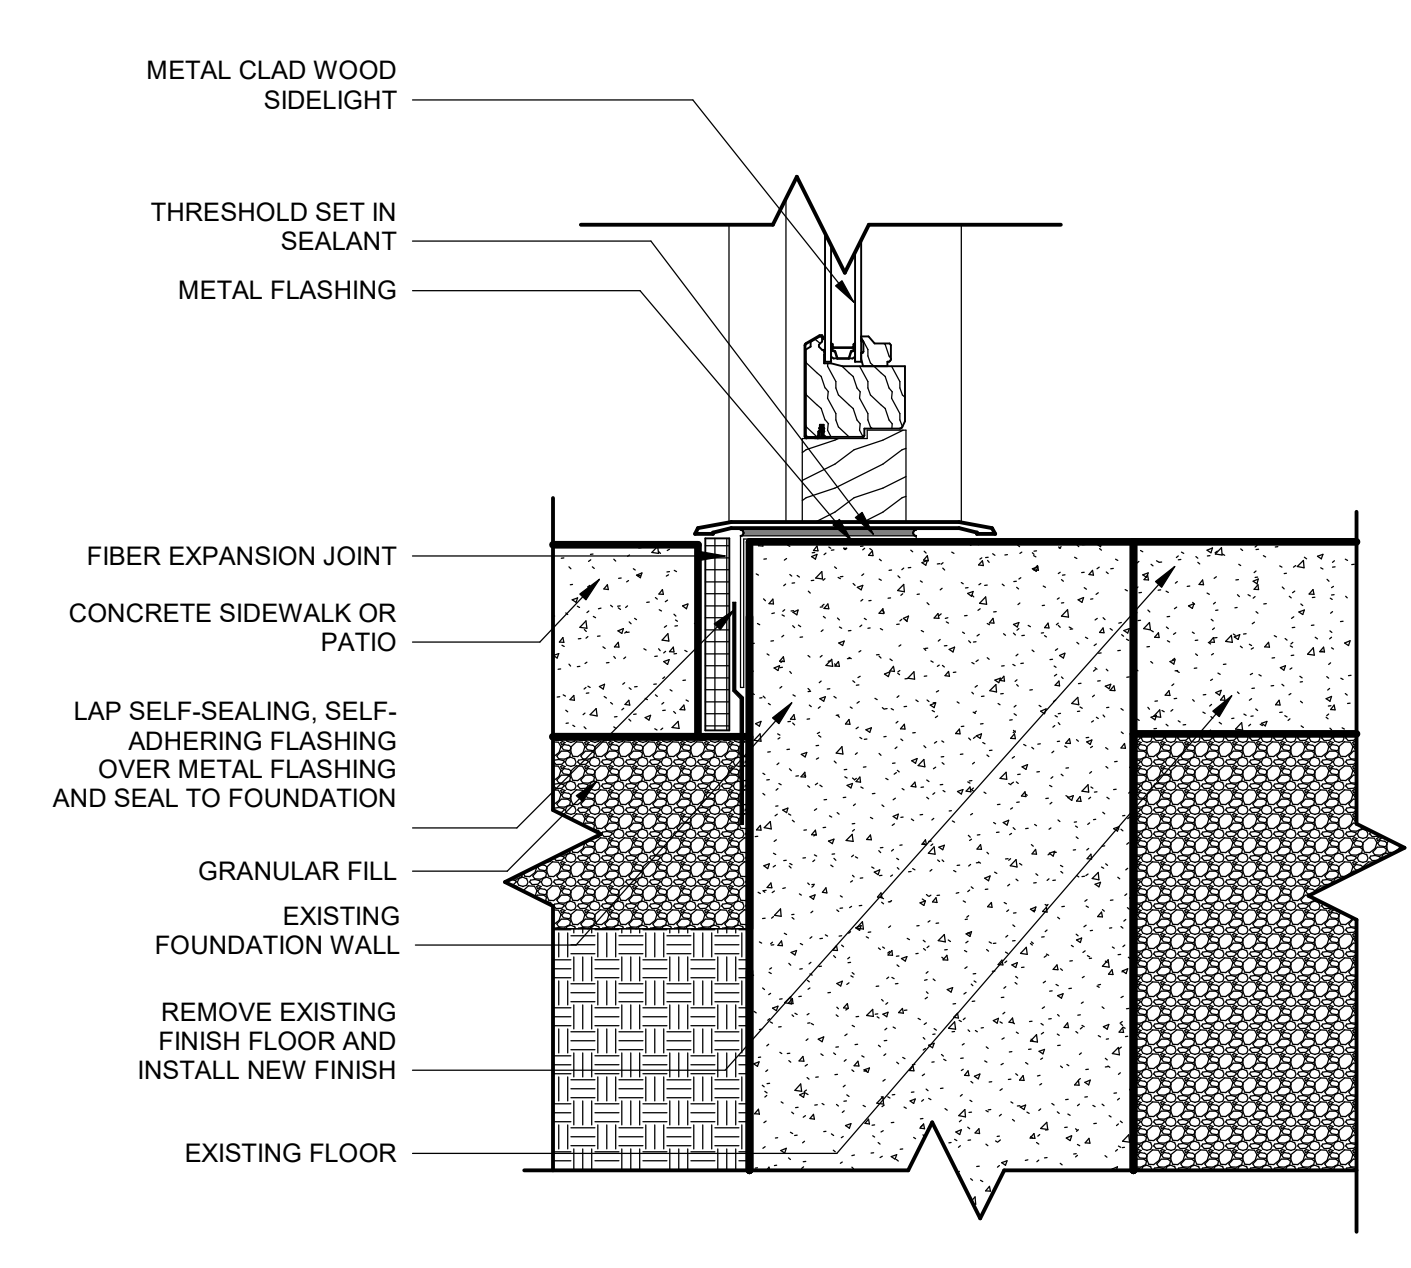 METAL CLAD WOOD
SIDELIGHT
THRESHOLD SET IN
SEALANT
METAL FLASHING
FIBER EXPANSION JOINT
CONCRETE SIDEWALK OR
PATIO
LAP SELF-SEALING, SELF-
ADHERING FLASHING
OVER METAL FLASHING
AND SEAL TO FOUNDATION
GRANULAR FILL
EXISTING
FOUNDATION WALL
REMOVE EXISTING
FINISH FLOOR AND
INSTALL NEW FINISH
EXISTING FLOOR